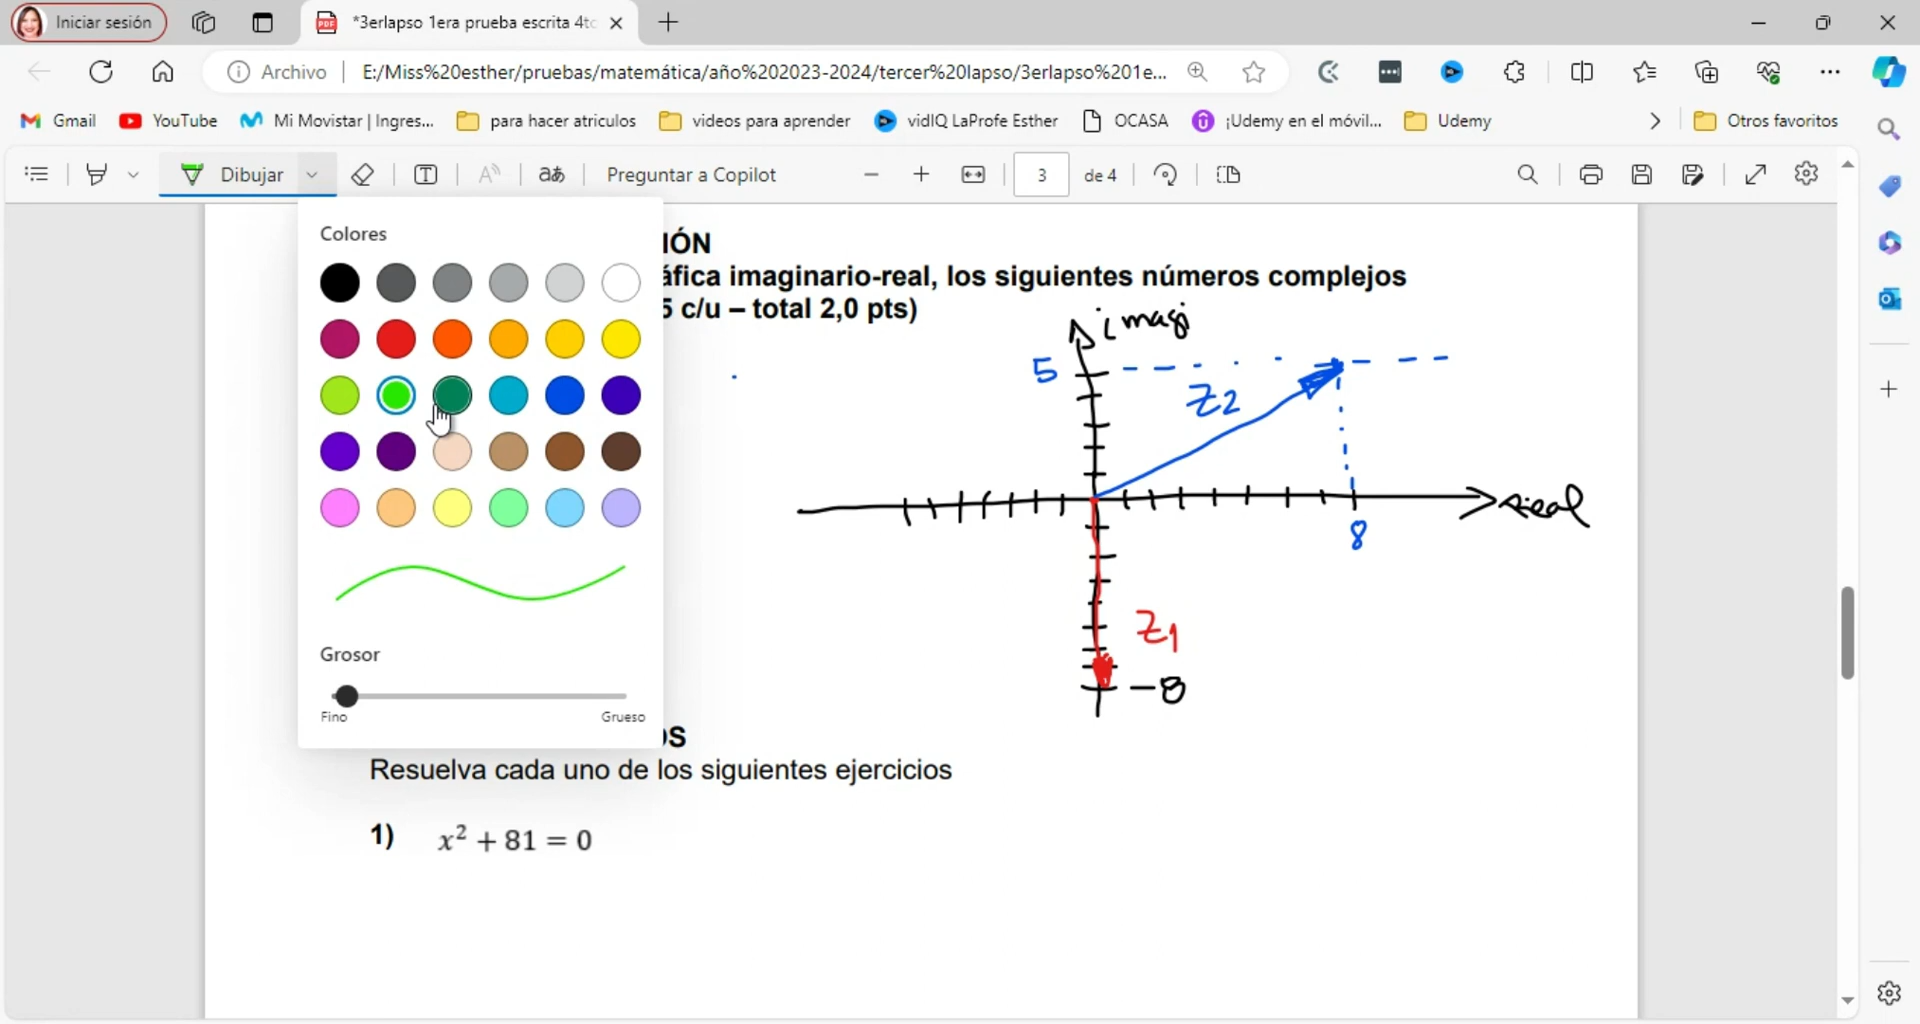 Iniciar sesión
*3erlapso 1era prueba escrita 4to
Archivo
E:/Miss%20esther/pruebas/matemática/año%202023-2024/tercer%20lapso/3erlapso%201e...
Gmail
YouTube
Mi Movistar | Ingres...
para hacer atriculos
videos para aprender
vidIQ LaProfe Esther
OCASA
¡Udemy en el móvil...
Udemy
Otros favoritos
Dibujar
Preguntar a Copilot
3
de 4
Colores
Grosor
Fino
Grueso
IÓN
áfica imaginario-real, los siguientes números complejos
5 c/u – total 2,0 pts)
imagi
5
Z2
real
8
Z1
-8
OS
Resuelva cada uno de los siguientes ejercicios
1) x² + 81 = 0